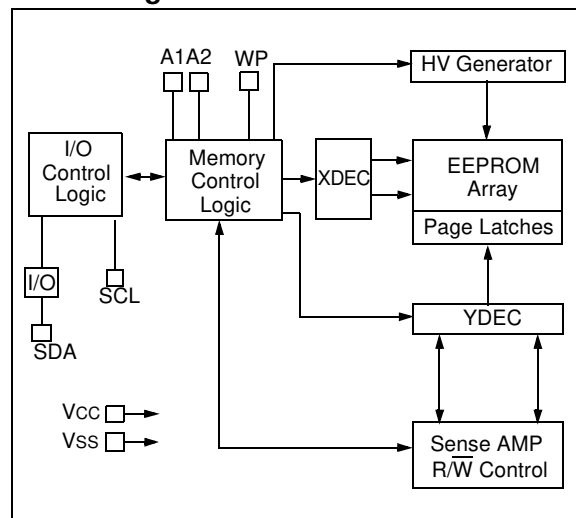 A1A2 WP
HV Generator
I/O
Control
Logic
Memory
Control
Logic
XDEC
EEPROM
Array
Page Latches
I/O
SCL
SDA
YDEC
VCC
VSS
Sense AMP
R/W̅ Control